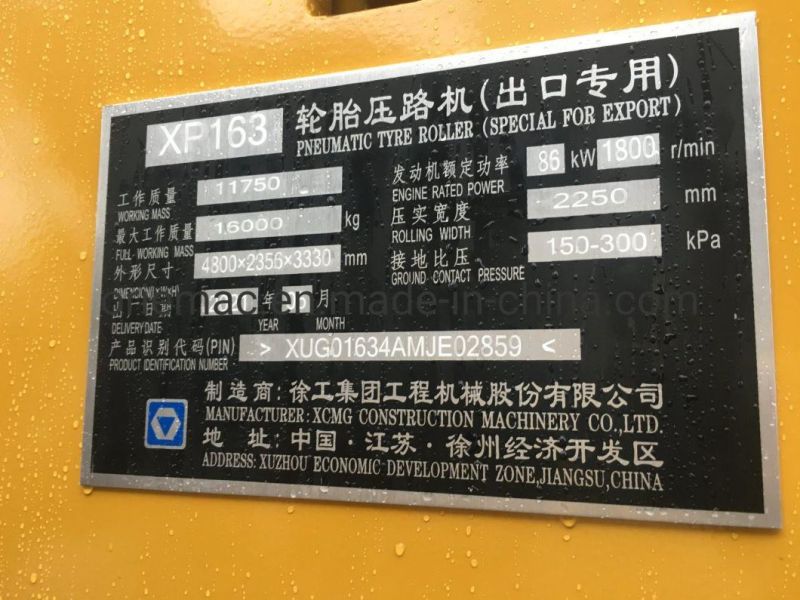 XP163
轮胎压路机(出口专用)
PNEUMATIC TYRE ROLLER (SPECIAL FOR EXPORT)
工作质量 11750
WORKING MASS
最大工作质量 16000 kg
FULL WORKING MASS
外形尺寸 4800×2356×3330 mm
DIMENSION(L×W×H)
出厂日期 年 月
DELIVERY DATE YEAR MONTH
发动机额定功率 86 kW 1800 r/min
ENGINE RATED POWER
压实宽度 2250 mm
ROLLING WIDTH
接地比压 150-300 kPa
GROUND CONTACT PRESSURE
产品识别代码(PIN) > XUG01634AMJE02859 <
PRODUCT IDENTIFICATION NUMBER
制造商:徐工集团工程机械股份有限公司
MANUFACTURER: XCMG CONSTRUCTION MACHINERY CO.,LTD.
地 址:中国·江苏·徐州经济开发区
ADDRESS: XUZHOU ECONOMIC DEVELOPMENT ZONE,JIANGSU,CHINA
made-in-china.com